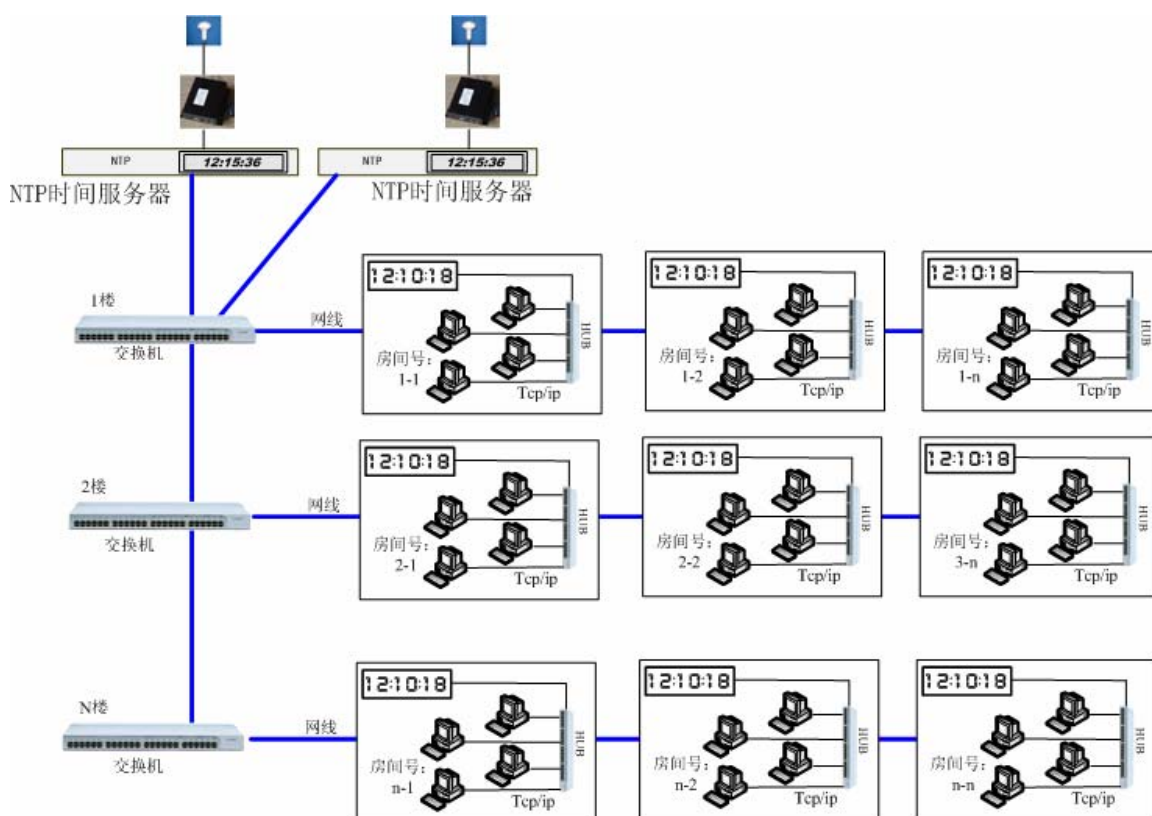 NTP
12:15:36
NTP
12:15:36
NTP时间服务器
NTP时间服务器
1楼
交换机
网线
12:10:18
房间号:
1-1
Tcp/ip
HUB
12:10:18
房间号:
1-2
Tcp/ip
HUB
12:10:18
房间号:
1-n
Tcp/ip
HUB
2楼
交换机
网线
12:10:18
房间号:
2-1
Tcp/ip
HUB
12:10:18
房间号:
2-2
Tcp/ip
HUB
12:10:18
房间号:
3-n
Tcp/ip
HUB
N楼
交换机
网线
12:10:18
房间号:
n-1
Tcp/ip
HUB
12:10:18
房间号:
n-2
Tcp/ip
HUB
12:10:18
房间号:
n-n
Tcp/ip
HUB